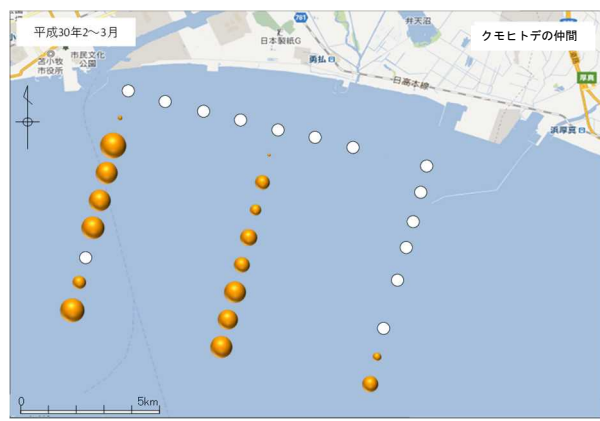 平成30年2～3月
クモヒトデの仲間
781
弁天沼
日本製紙G
市民文化
公園
苫小牧
市役所
勇払
日高本線
厚真
浜厚真
0
5km